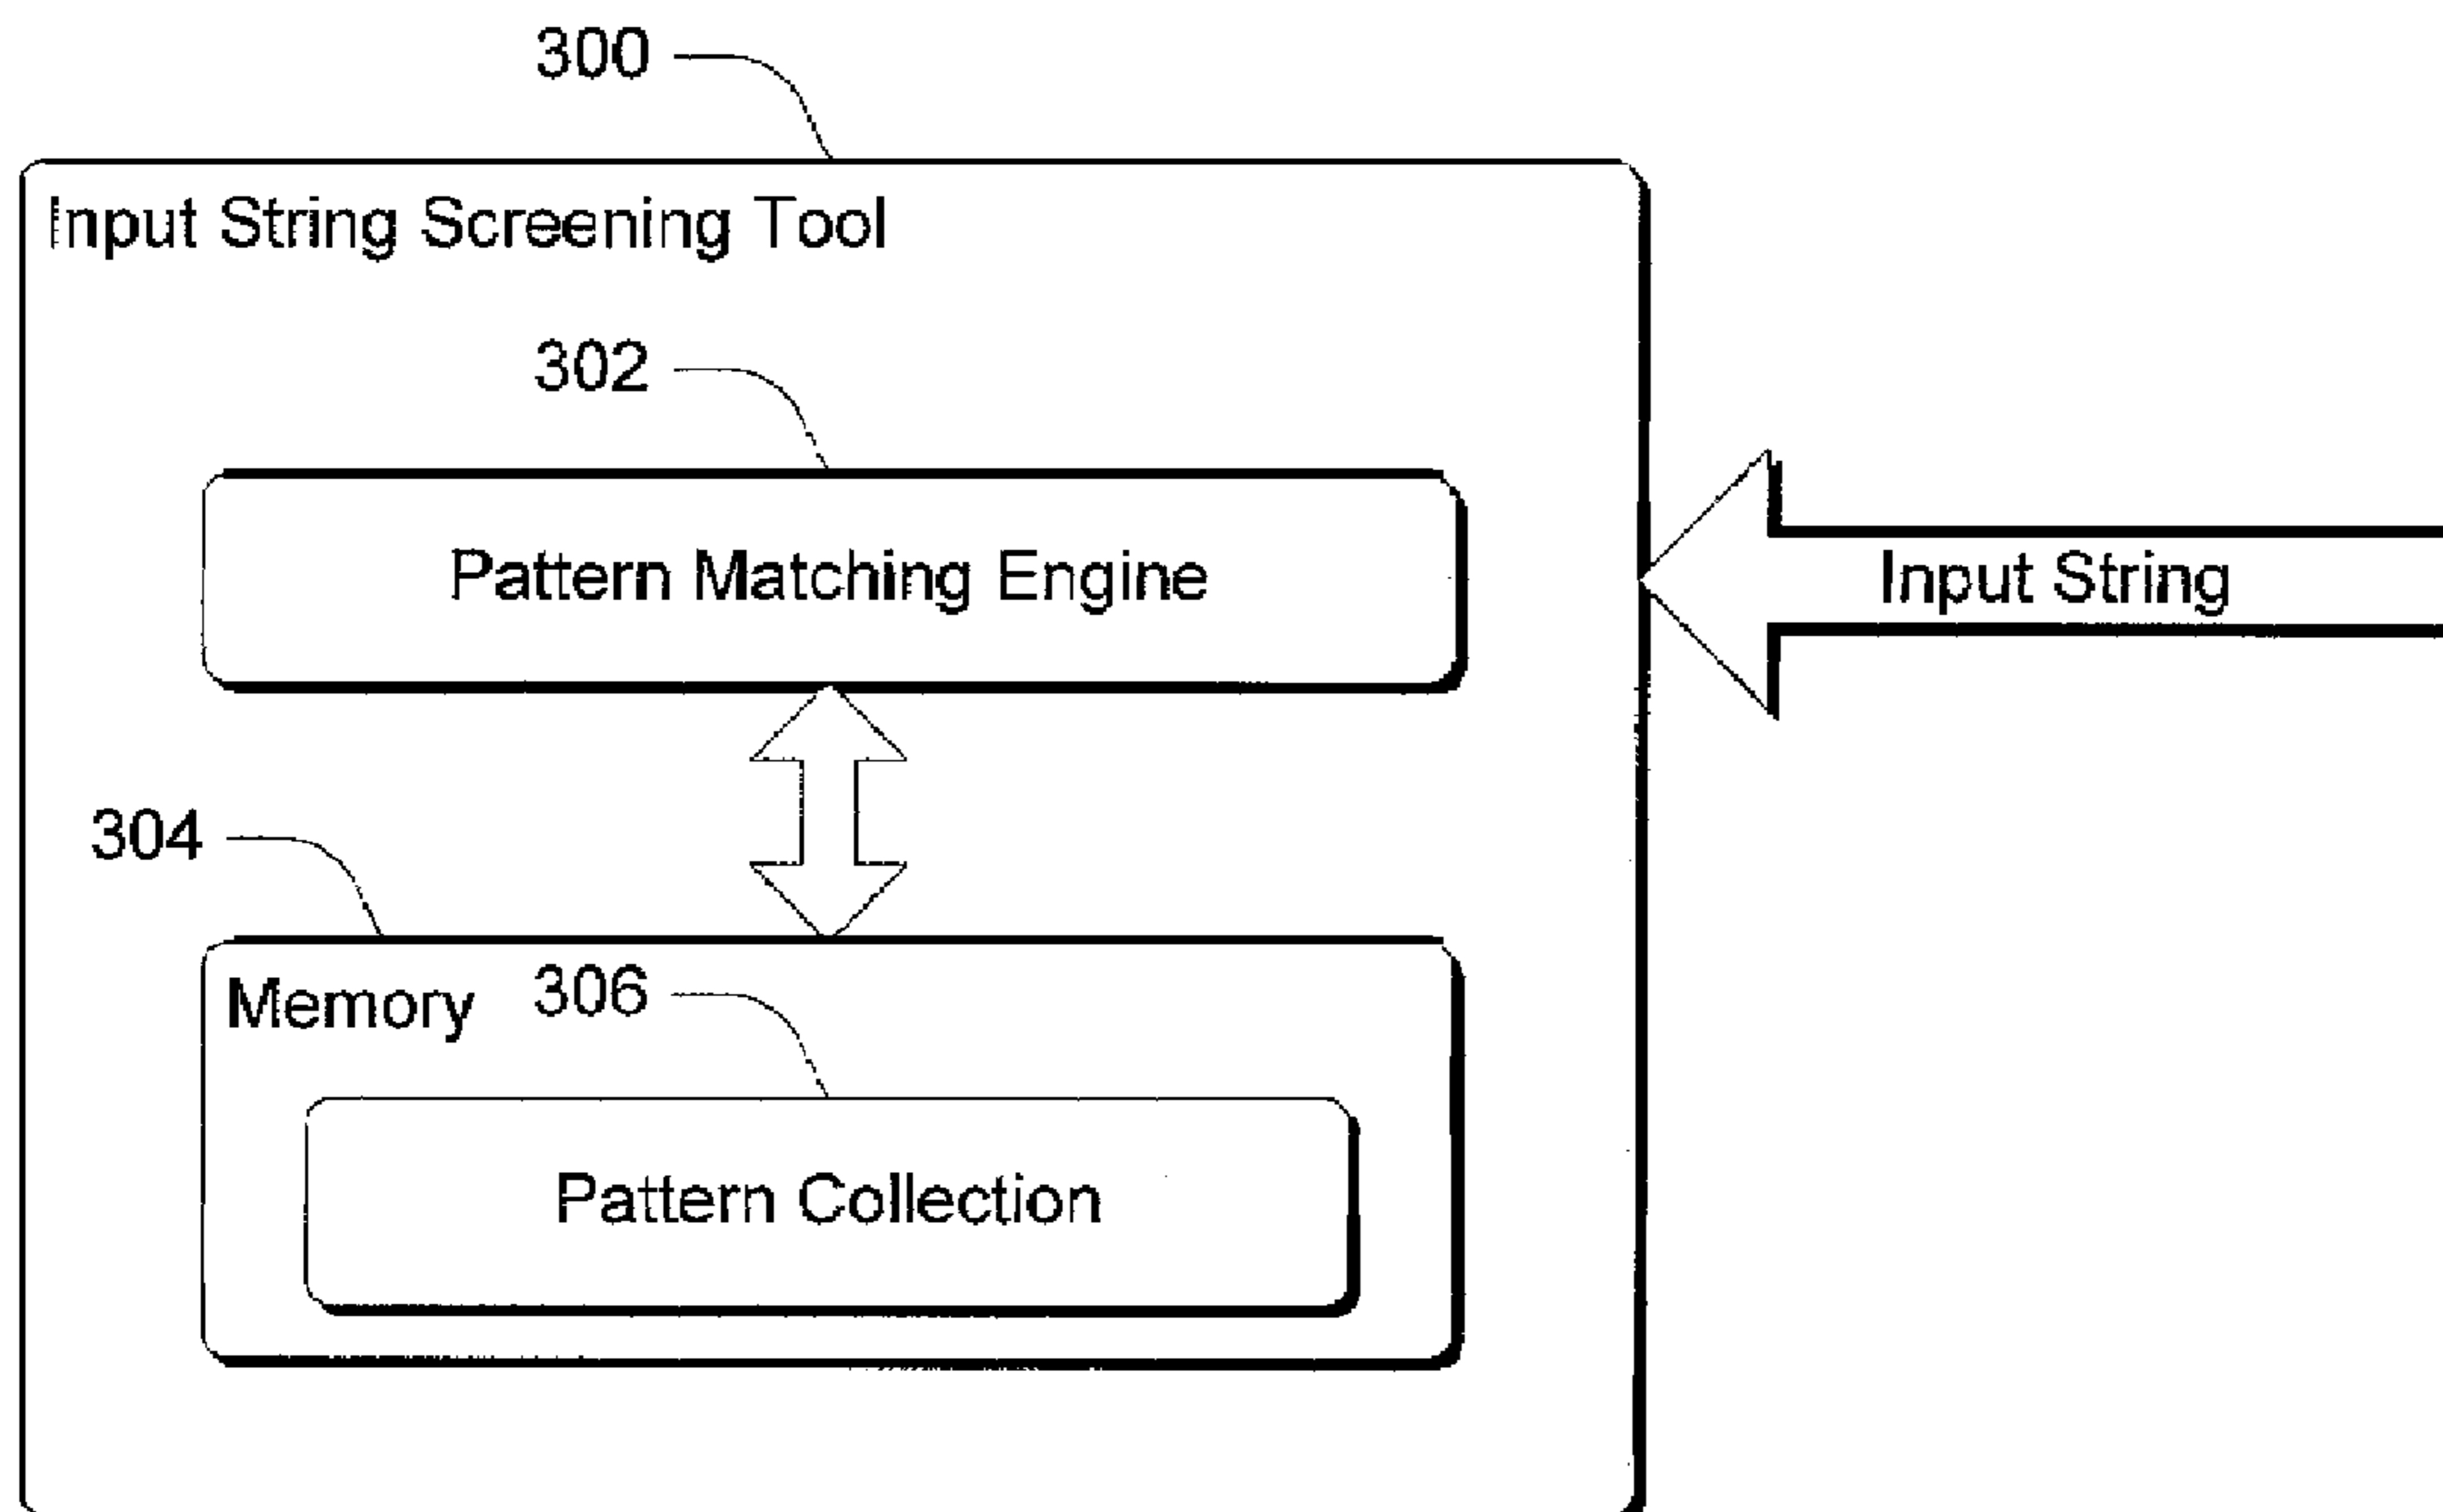 300
Input String Screening Tool
302
Pattern Matching Engine
Input String
304
Memory
306
Pattern Collection